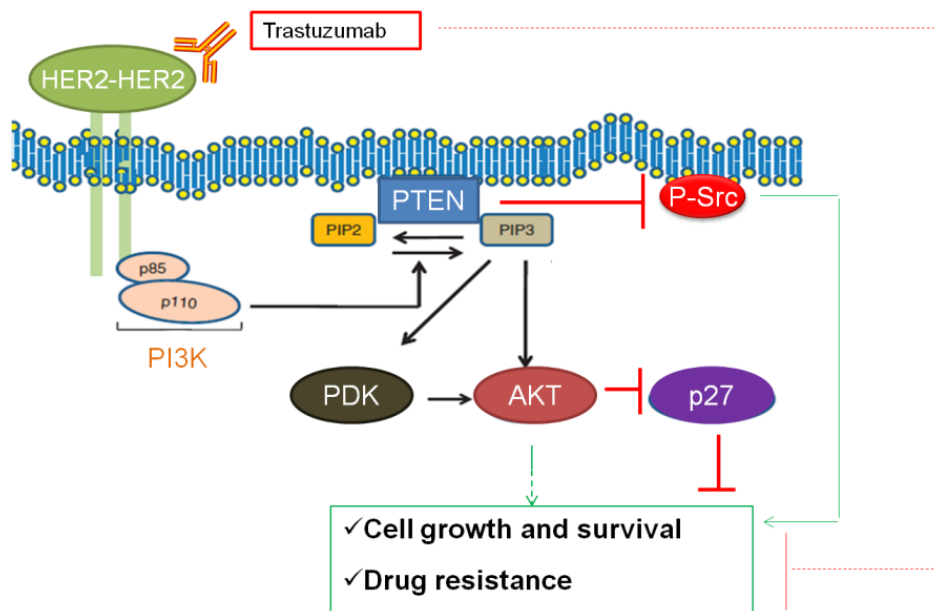 Trastuzumab
HER2-HER2
PTEN
P-Src
PIP2
PIP3
p85
p110
PI3K
PDK
AKT
p27
✓Cell growth and survival
✓Drug resistance